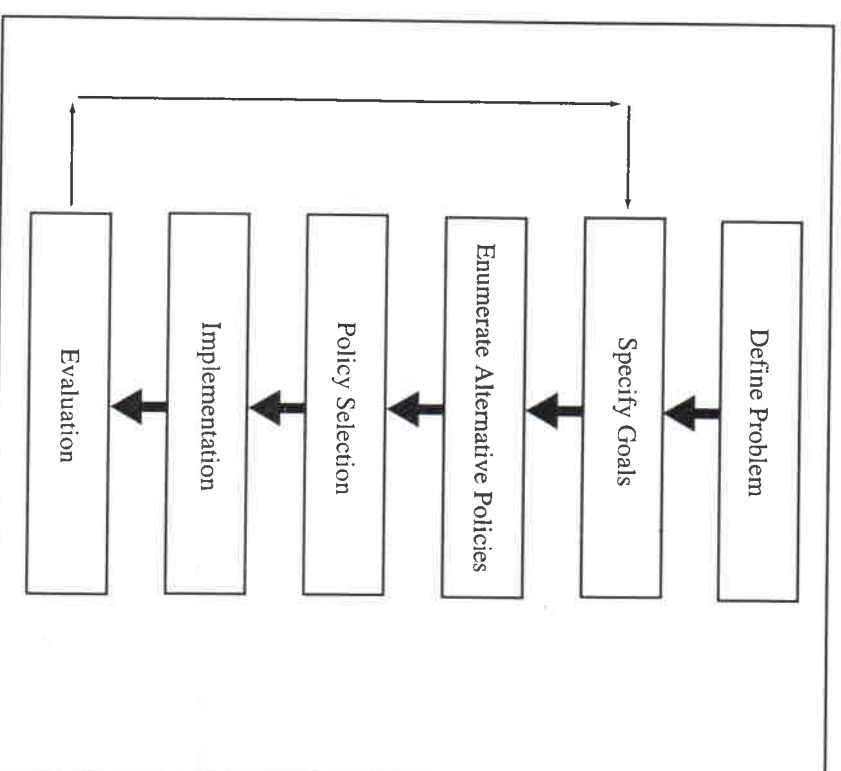 Define Problem
Specify Goals
Enumerate Alternative Policies
Policy Selection
Implementation
Evaluation